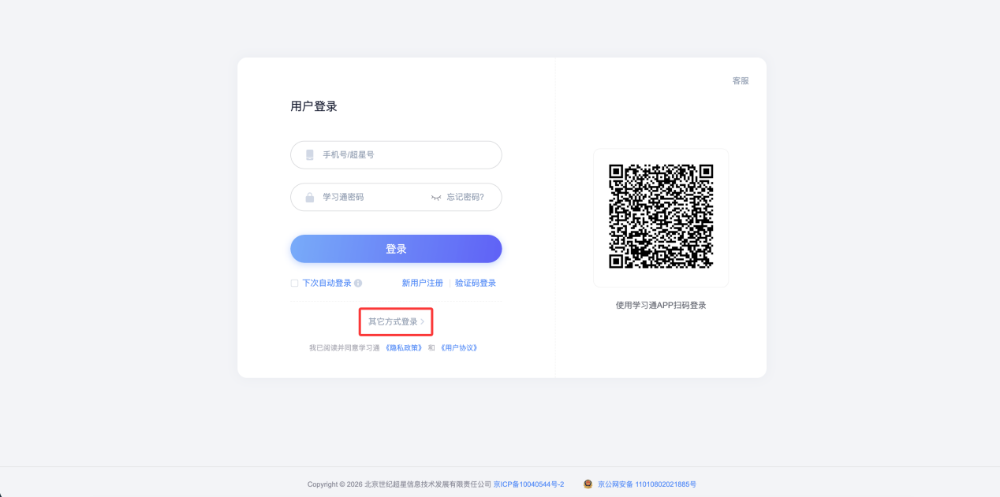 客服
用户登录
手机号/超星号
学习通密码 忘记密码?
登录
下次自动登录 新用户注册 验证码登录
其它方式登录
我已阅读并同意学习通 《隐私政策》 和 《用户协议》
使用学习通APP扫码登录
Copyright © 2026 北京世纪超星信息技术发展有限责任公司 京ICP备10040544号-2 京公网安备 11010802021885号